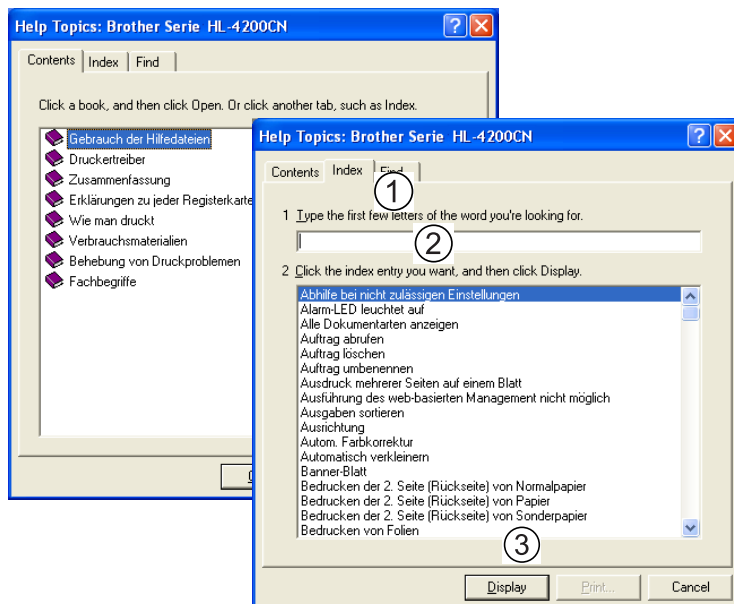 Help Topics: Brother Serie HL-4200CN
Contents Index Find
Click a book, and then click Open. Or click another tab, such as Index.
Gebrauch der Hilfedateien
Druckertreiber
Zusammenfassung
Erklärungen zu jeder Registerkarte
Wie man druckt
Verbrauchsmaterialien
Behebung von Druckproblemen
Fachbegriffe
Help Topics: Brother Serie HL-4200CN
Contents Index Find
1
1 Type the first few letters of the word you're looking for.
2
2 Click the index entry you want, and then click Display.
Abhilfe bei nicht zulässigen Einstellungen
Alarm-LED leuchtet auf
Alle Dokumentarten anzeigen
Auftrag abrufen
Auftrag löschen
Auftrag umbenennen
Ausdruck mehrerer Seiten auf einem Blatt
Ausführung des web-basierten Management nicht möglich
Ausgaben sortieren
Ausrichtung
Autom. Farbkorrektur
Automatisch verkleinern
Banner-Blatt
Bedrucken der 2. Seite (Rückseite) von Normalpapier
Bedrucken der 2. Seite (Rückseite) von Papier
Bedrucken der 2. Seite (Rückseite) von Sonderpapier
Bedrucken von Folien
3
Display Print... Cancel